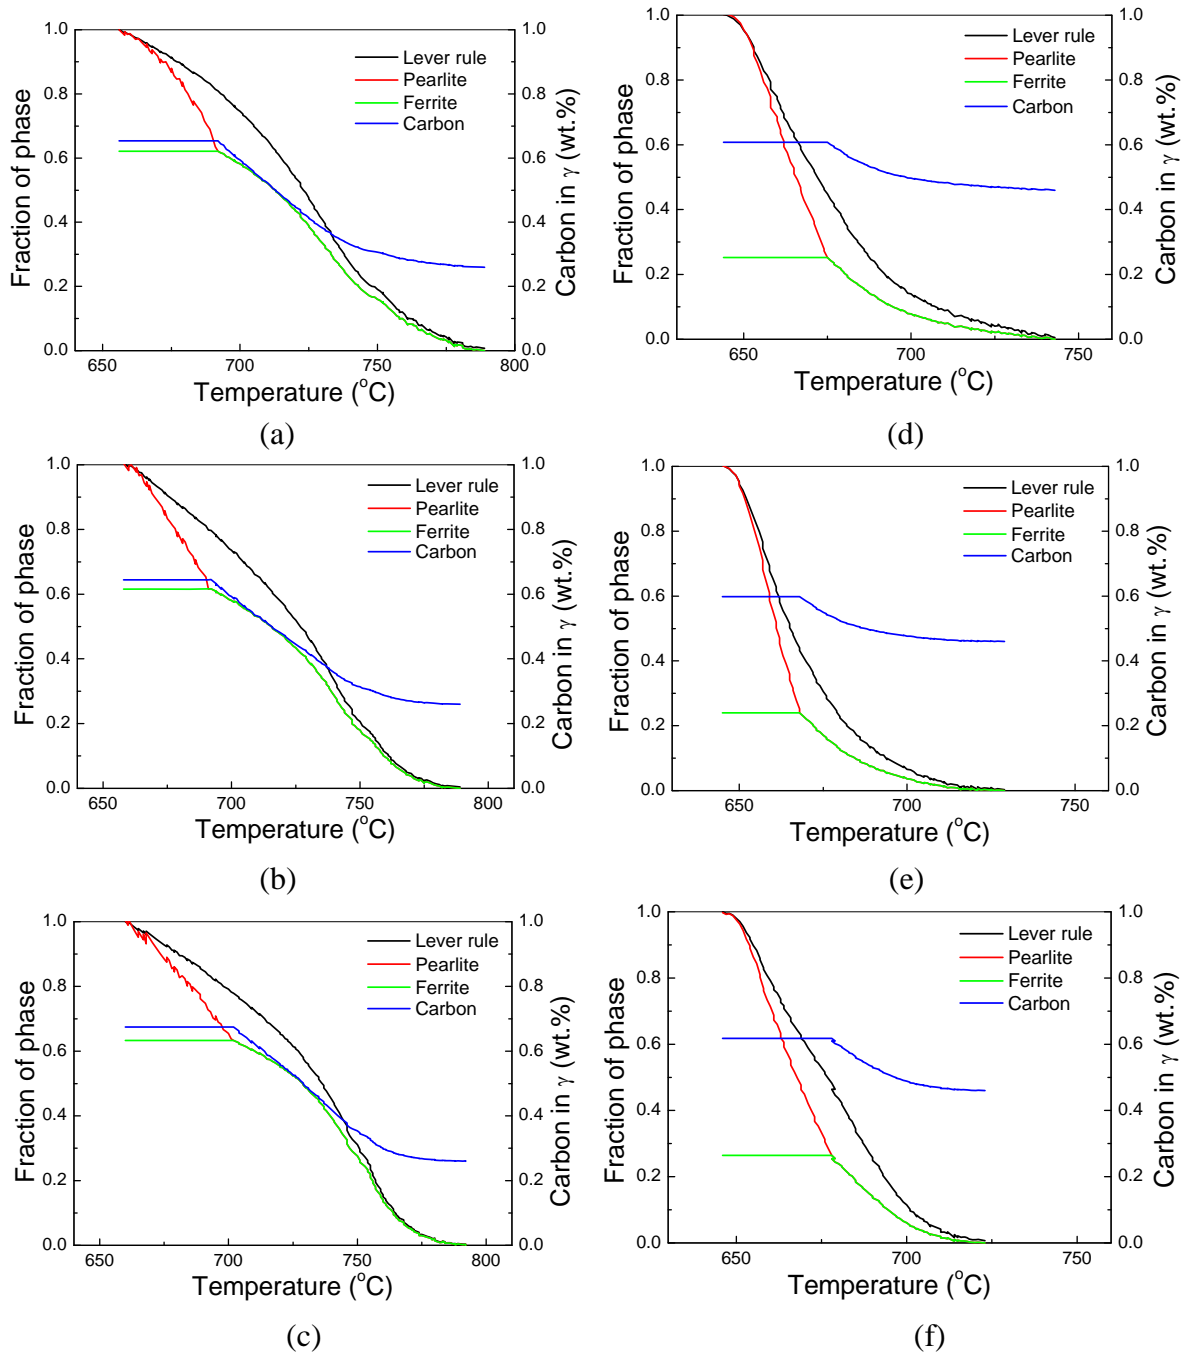 Fraction of phase
1.0
0.8
0.6
0.4
0.2
0.0
Lever rule
Pearlite
Ferrite
Carbon
1.0
0.8
0.6
0.4
0.2
0.0
Carbon in γ (wt.%)
650 700 750 800
Temperature (°C)
(a)
Fraction of phase
1.0
0.8
0.6
0.4
0.2
0.0
Lever rule
Pearlite
Ferrite
Carbon
1.0
0.8
0.6
0.4
0.2
0.0
Carbon in γ (wt.%)
650 700 750
Temperature (°C)
(d)
Fraction of phase
1.0
0.8
0.6
0.4
0.2
0.0
Lever rule
Pearlite
Ferrite
Carbon
1.0
0.8
0.6
0.4
0.2
0.0
Carbon in γ (wt.%)
650 700 750 800
Temperature (°C)
(b)
Fraction of phase
1.0
0.8
0.6
0.4
0.2
0.0
Lever rule
Pearlite
Ferrite
Carbon
1.0
0.8
0.6
0.4
0.2
0.0
Carbon in γ (wt.%)
650 700 750
Temperature (°C)
(e)
Fraction of phase
1.0
0.8
0.6
0.4
0.2
0.0
Lever rule
Pearlite
Ferrite
Carbon
1.0
0.8
0.6
0.4
0.2
0.0
Carbon in γ (wt.%)
650 700 750 800
Temperature (°C)
(c)
Fraction of phase
1.0
0.8
0.6
0.4
0.2
0.0
Lever rule
Pearlite
Ferrite
Carbon
1.0
0.8
0.6
0.4
0.2
0.0
Carbon in γ (wt.%)
650 700 750
Temperature (°C)
(f)